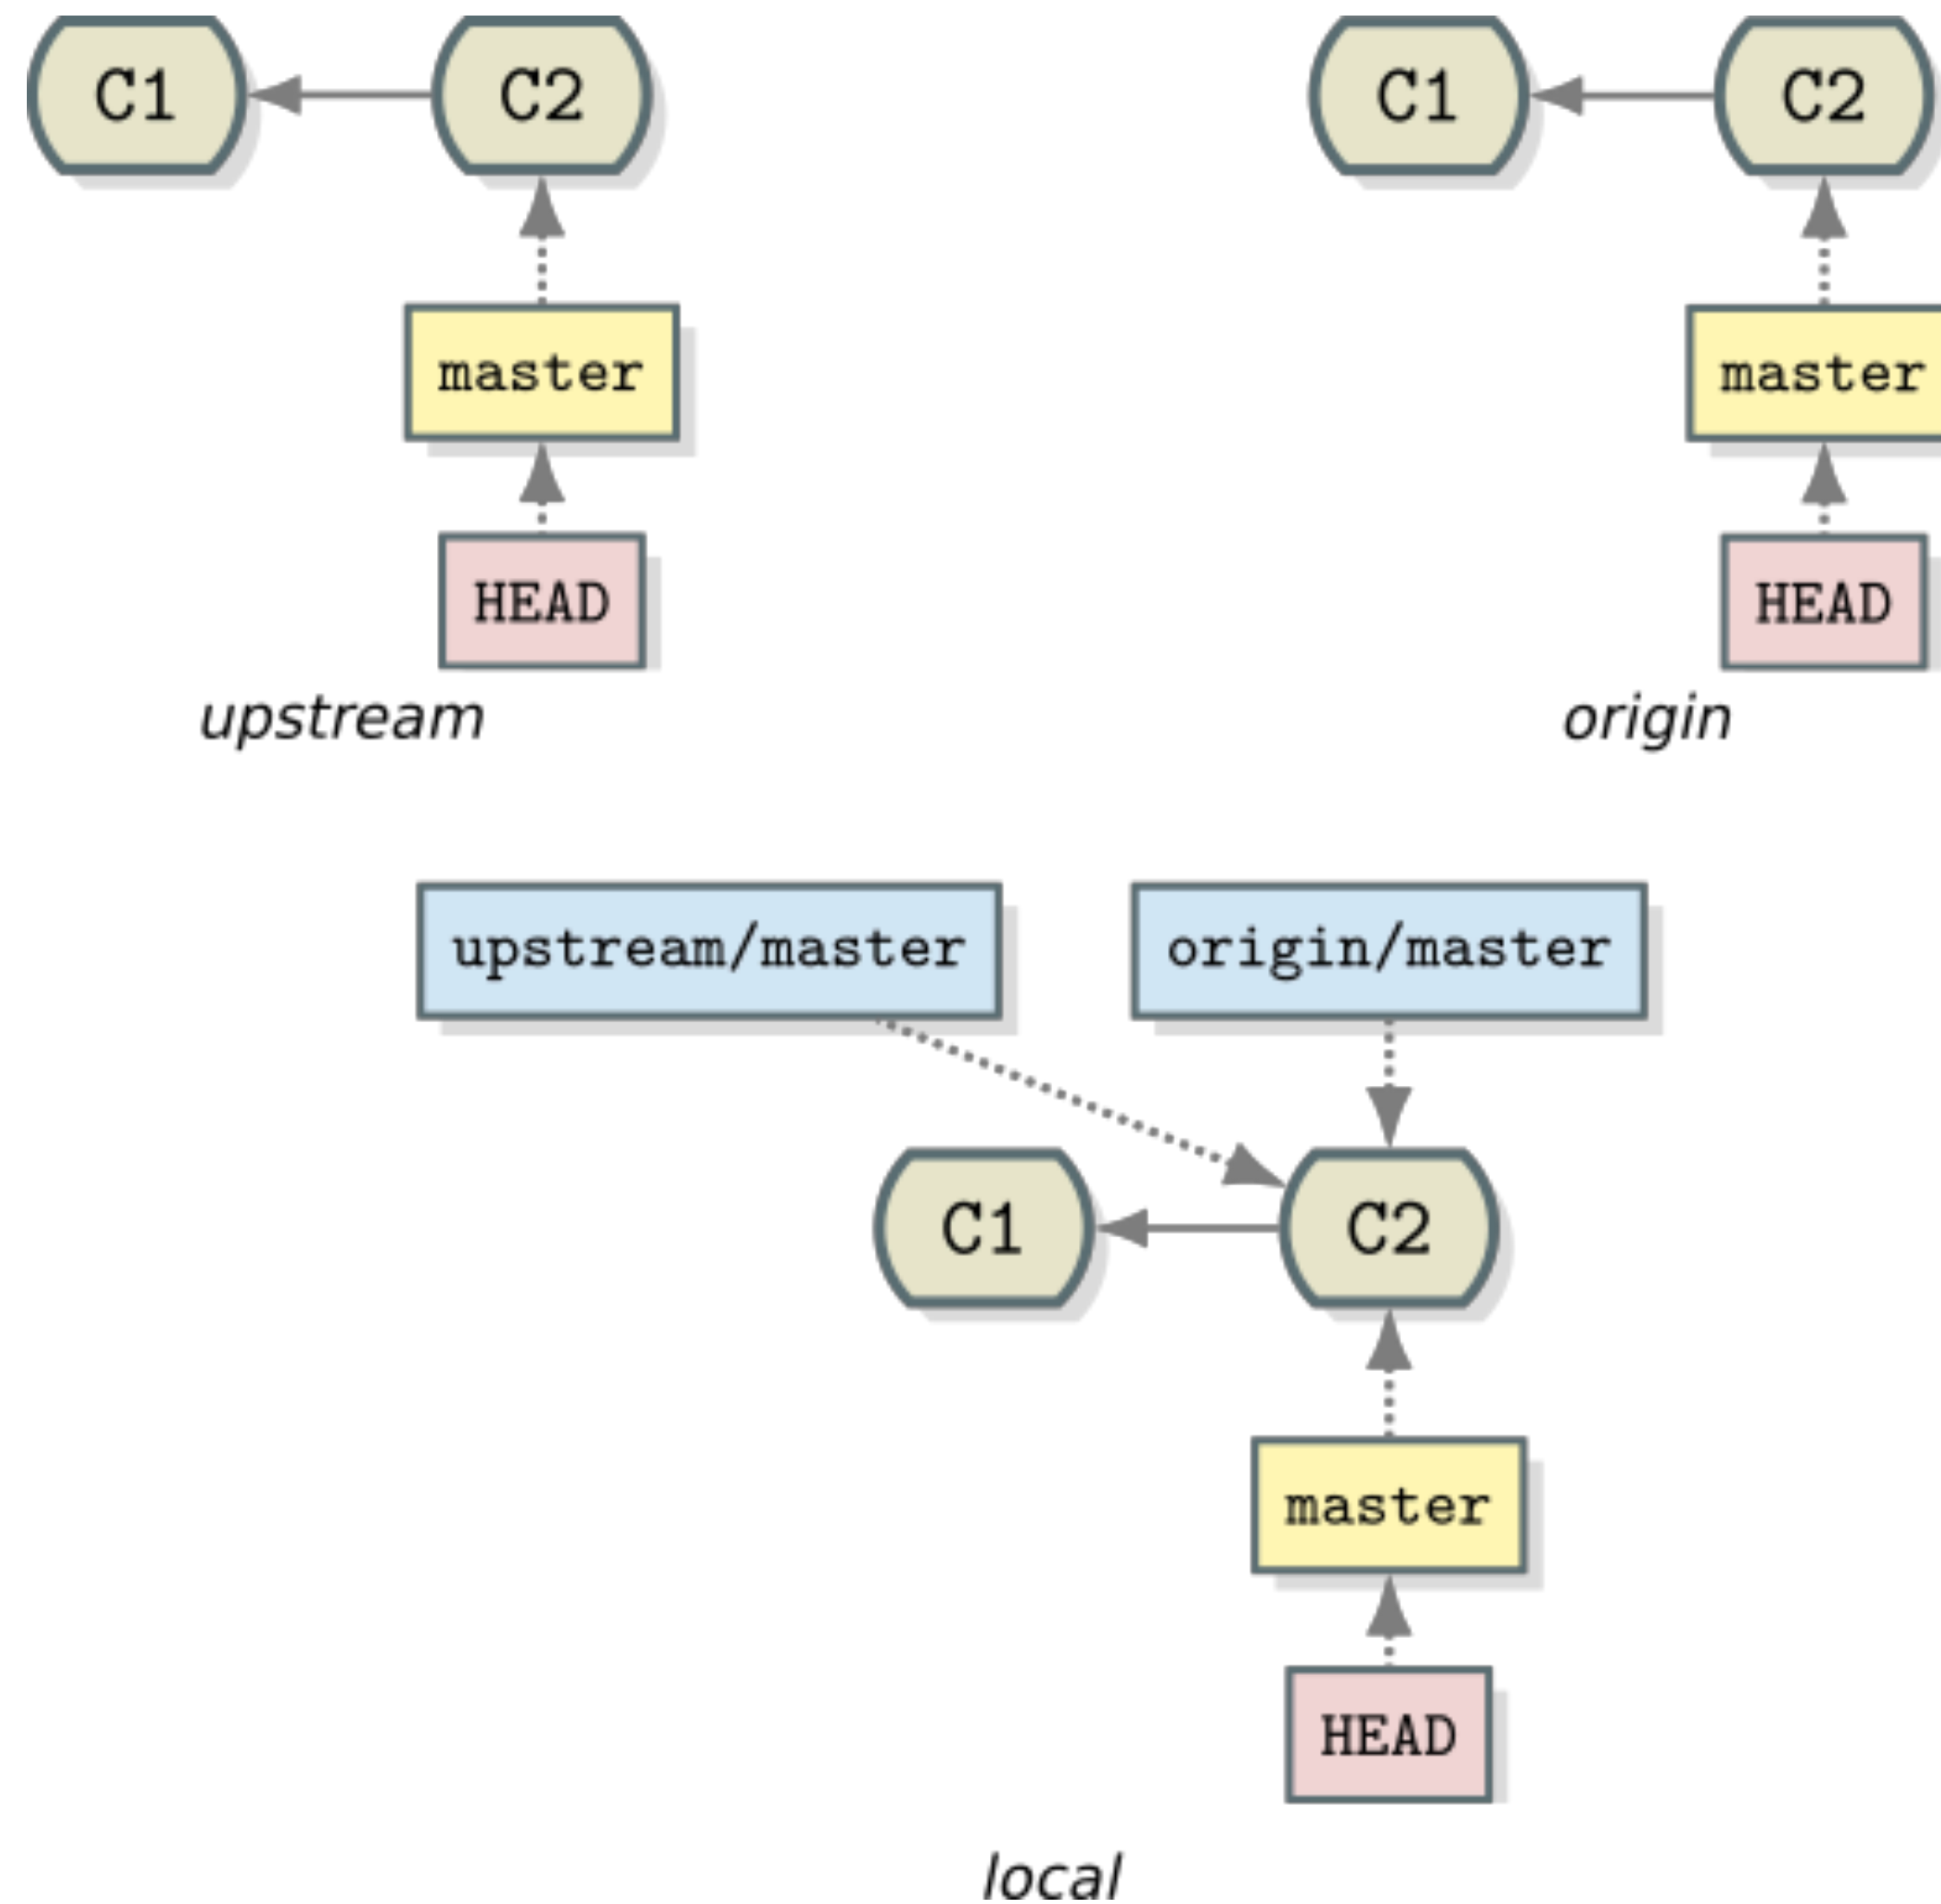 C1 C2 C1 C2
master master
HEAD HEAD
upstream origin
upstream/master origin/master
C1 C2
master
HEAD
local